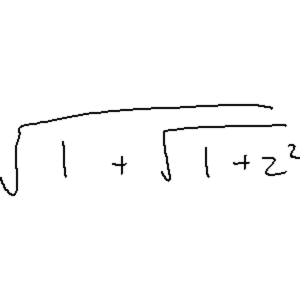 √(1 + √(1 + z²))